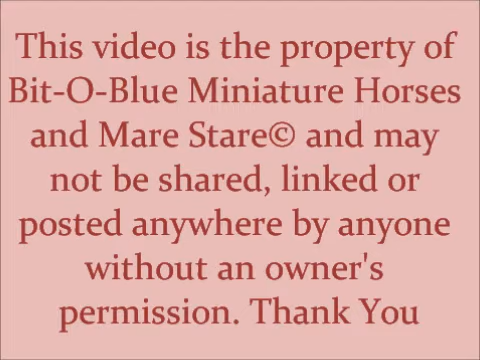 This video is the property of
Bit-O-Blue Miniature Horses
and Mare Stare© and may
not be shared, linked or
posted anywhere by anyone
without an owner's
permission. Thank You